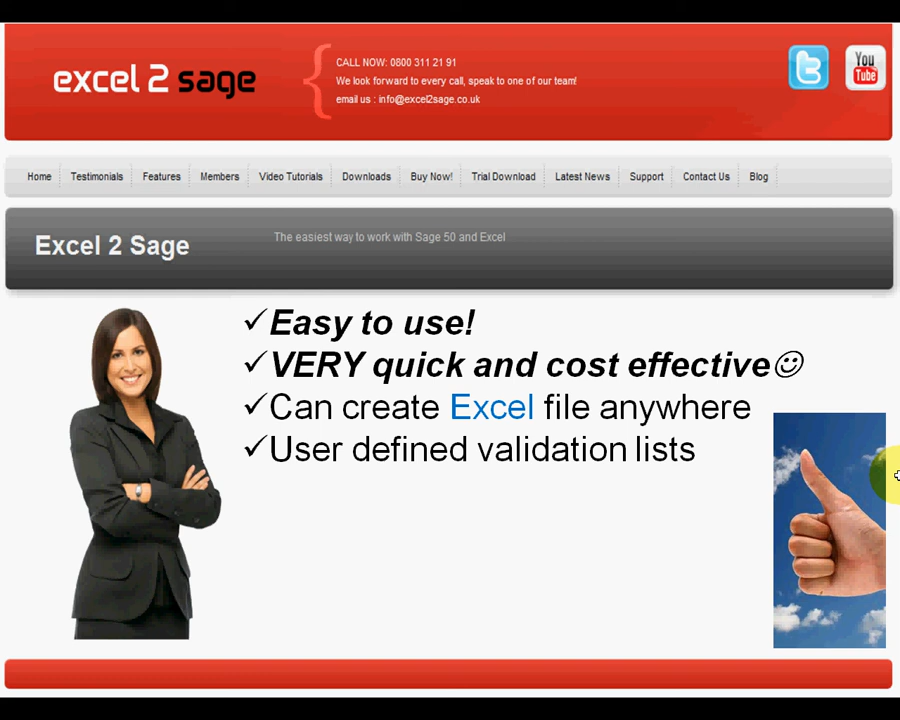 excel 2 sage
CALL NOW: 0800 311 21 91
We look forward to every call, speak to one of our team!
email us : info@excel2sage.co.uk
You
Tube
Home Testimonials Features Members Video Tutorials Downloads Buy Now! Trial Download Latest News Support Contact Us Blog
Excel 2 Sage
The easiest way to work with Sage 50 and Excel
✓Easy to use!
✓VERY quick and cost effective☺
✓Can create Excel file anywhere
✓User defined validation lists